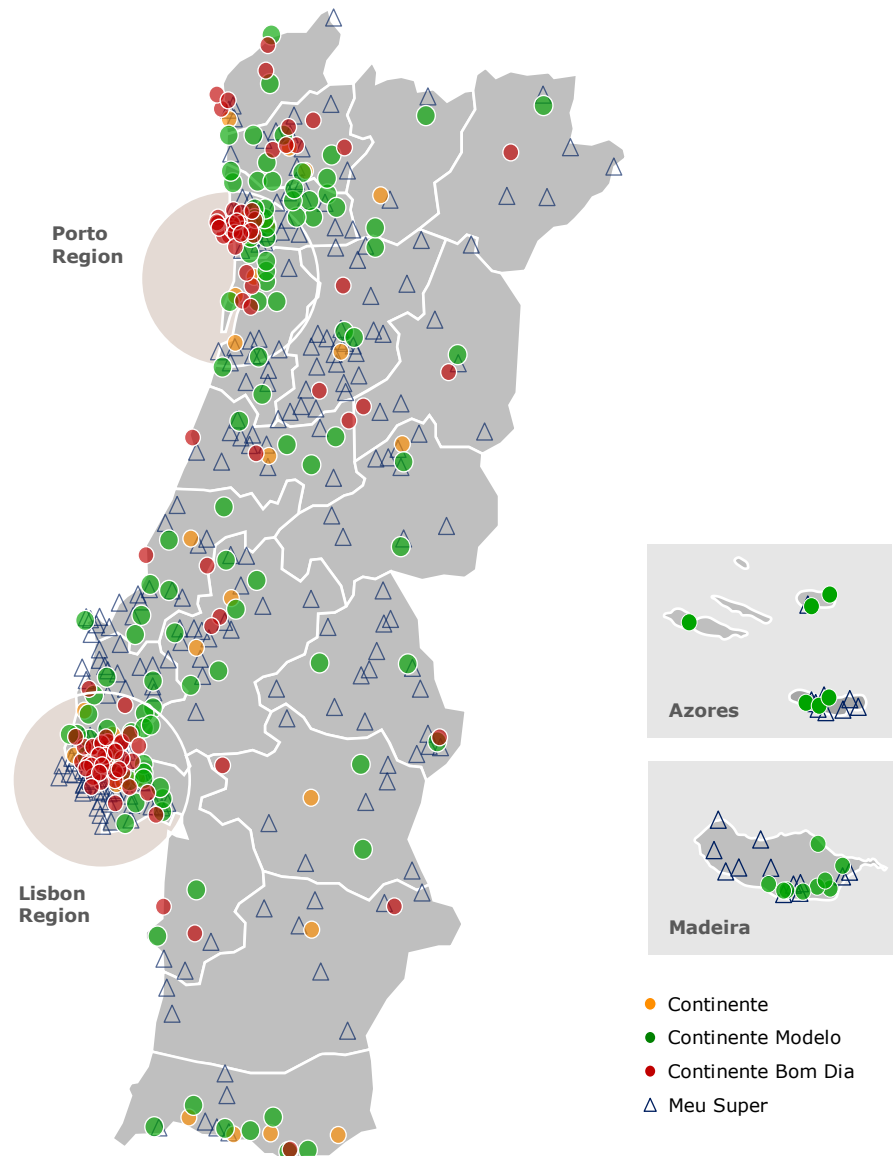 Porto
Region
Azores
Madeira
Lisbon
Region
Continente
Continente Modelo
Continente Bom Dia
Meu Super